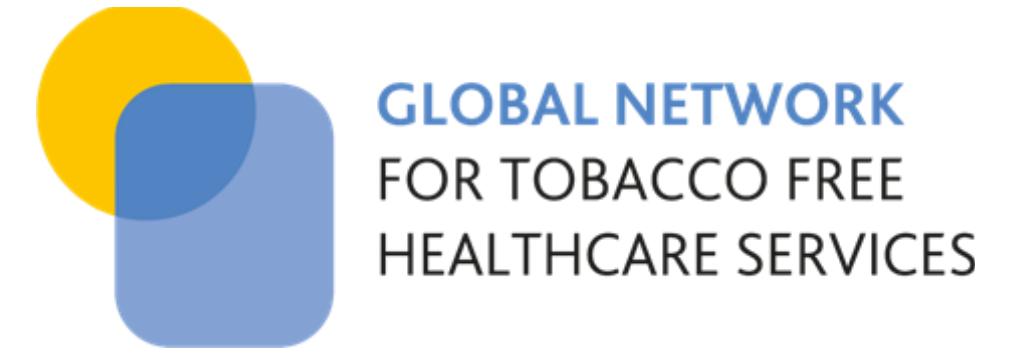 GLOBAL NETWORK
FOR TOBACCO FREE
HEALTHCARE SERVICES